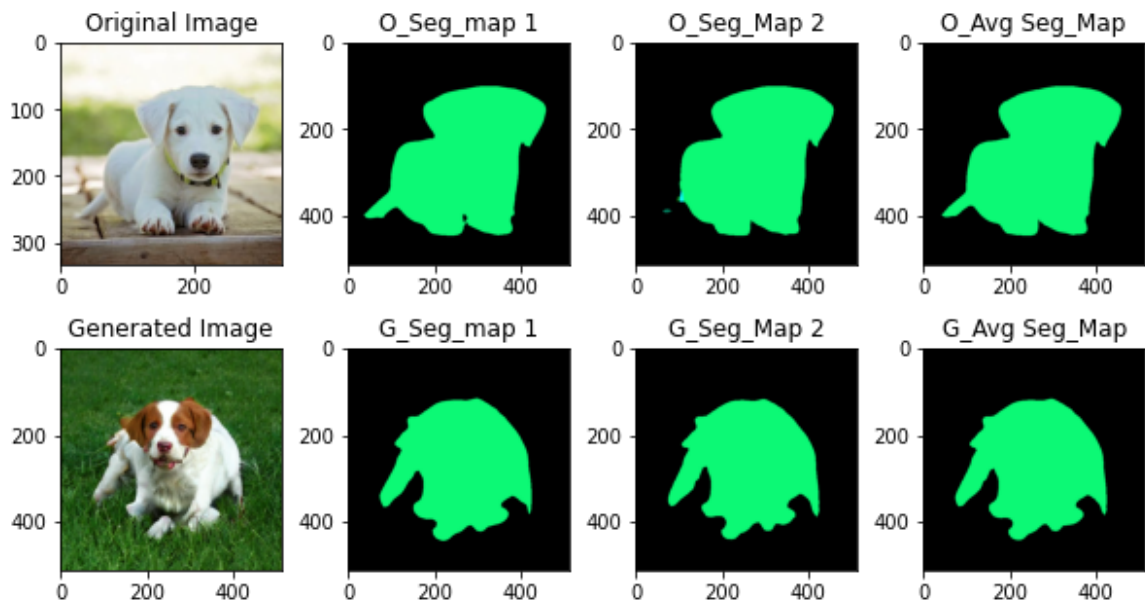 Original Image O_Seg_map 1 O_Seg_Map 2 O_Avg Seg_Map
0 0 0 0
100
200 200 200 200
300 400 400 400
0 200 0 200 400 0 200 400 0 200 400
Generated Image G_Seg_map 1 G_Seg_Map 2 G_Avg Seg_Map
0 0 0 0
200 200 200 200
400 400 400 400
0 200 400 0 200 400 0 200 400 0 200 400